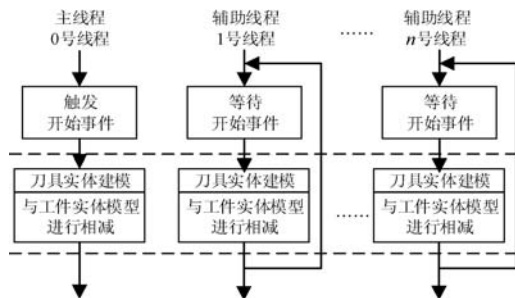 主线程
0号线程
辅助线程
1号线程
……
辅助线程
n号线程
触发
开始事件
等待
开始事件
等待
开始事件
刀具实体建模
与工件实体模型
进行相减
刀具实体建模
与工件实体模型
进行相减
……
刀具实体建模
与工件实体模型
进行相减